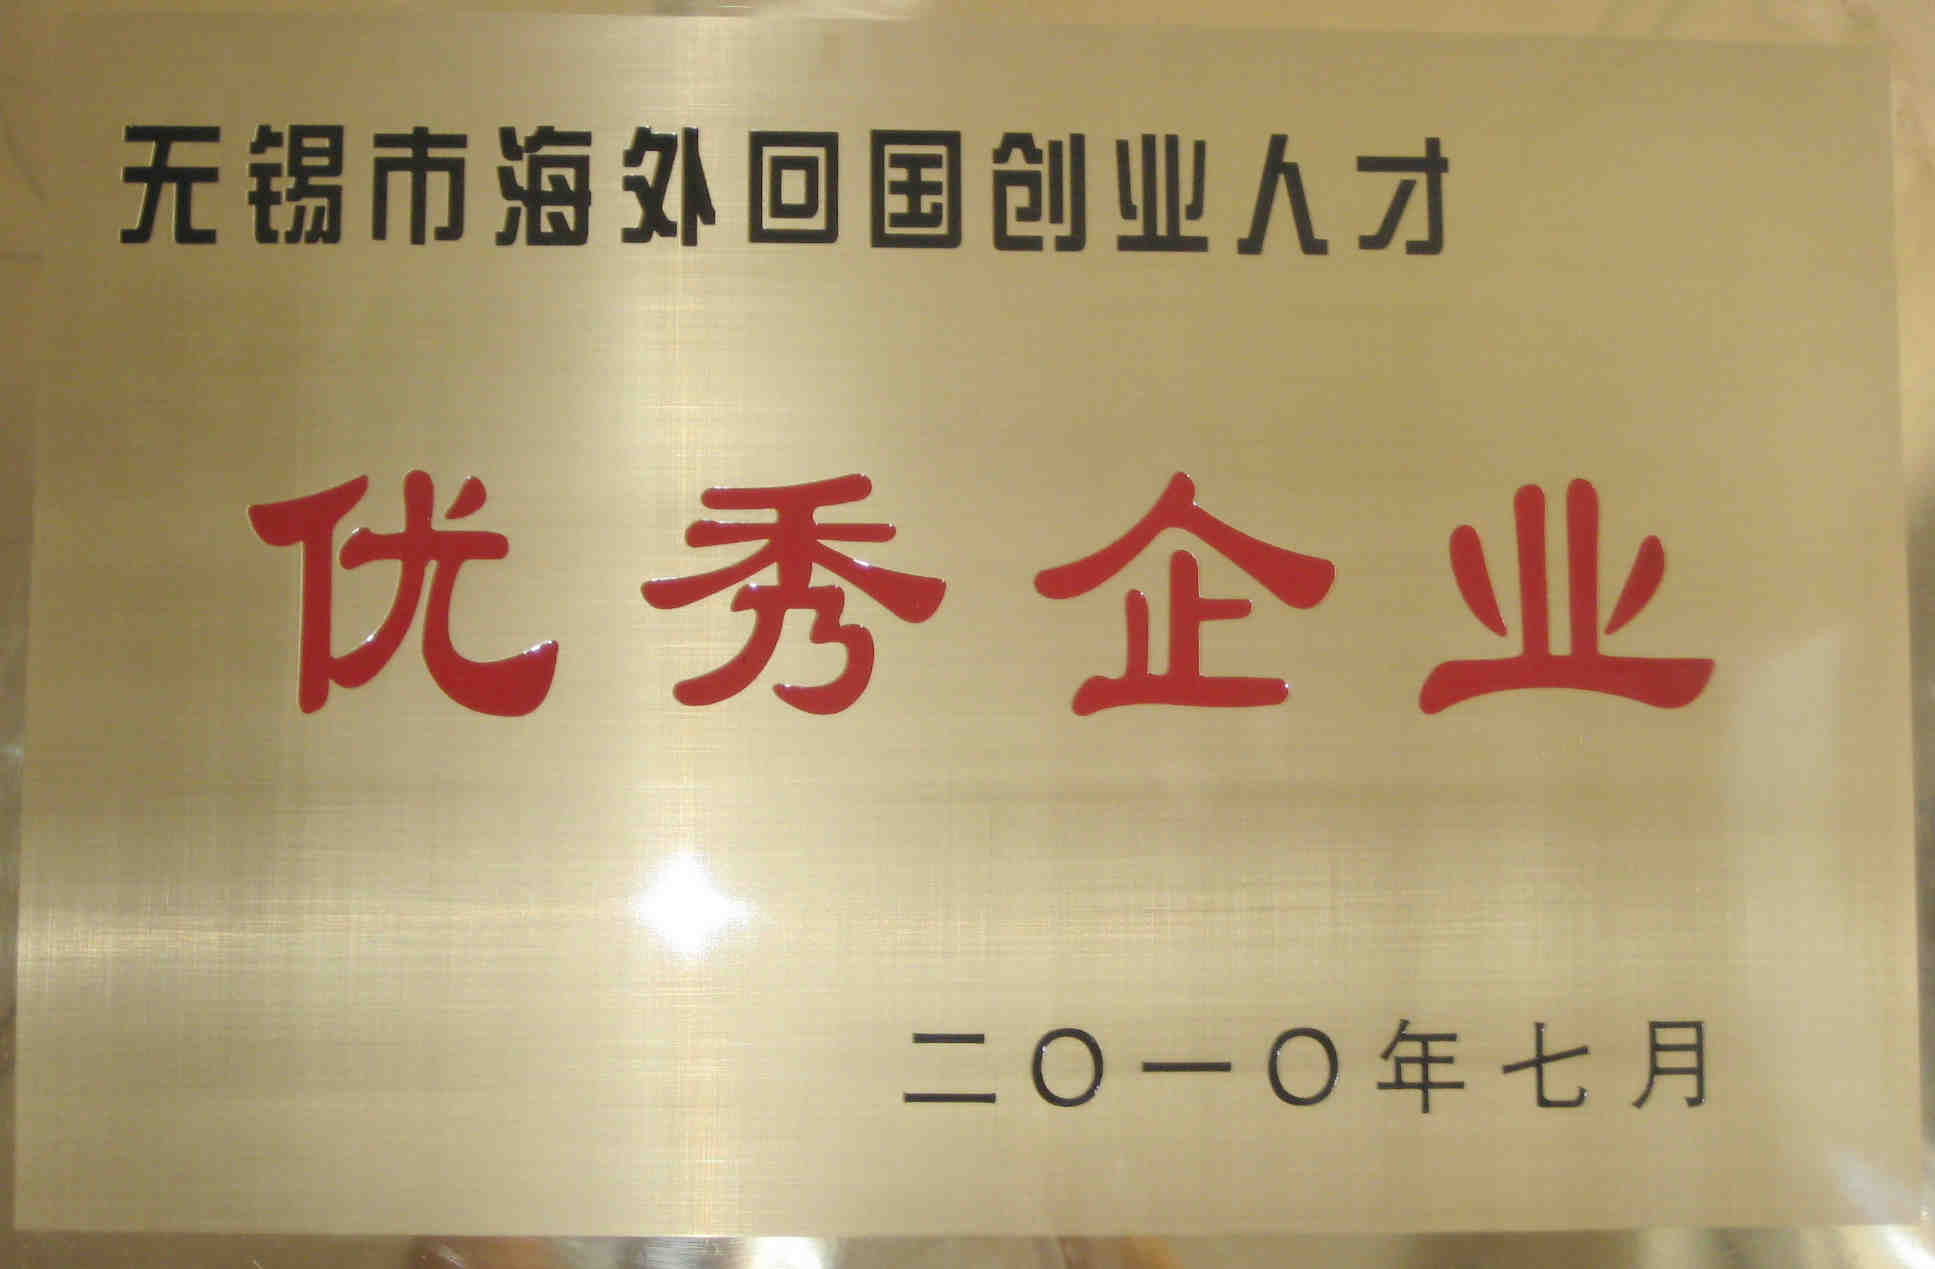 无锡市海外回国创业人才
优秀企业
二〇一〇年七月